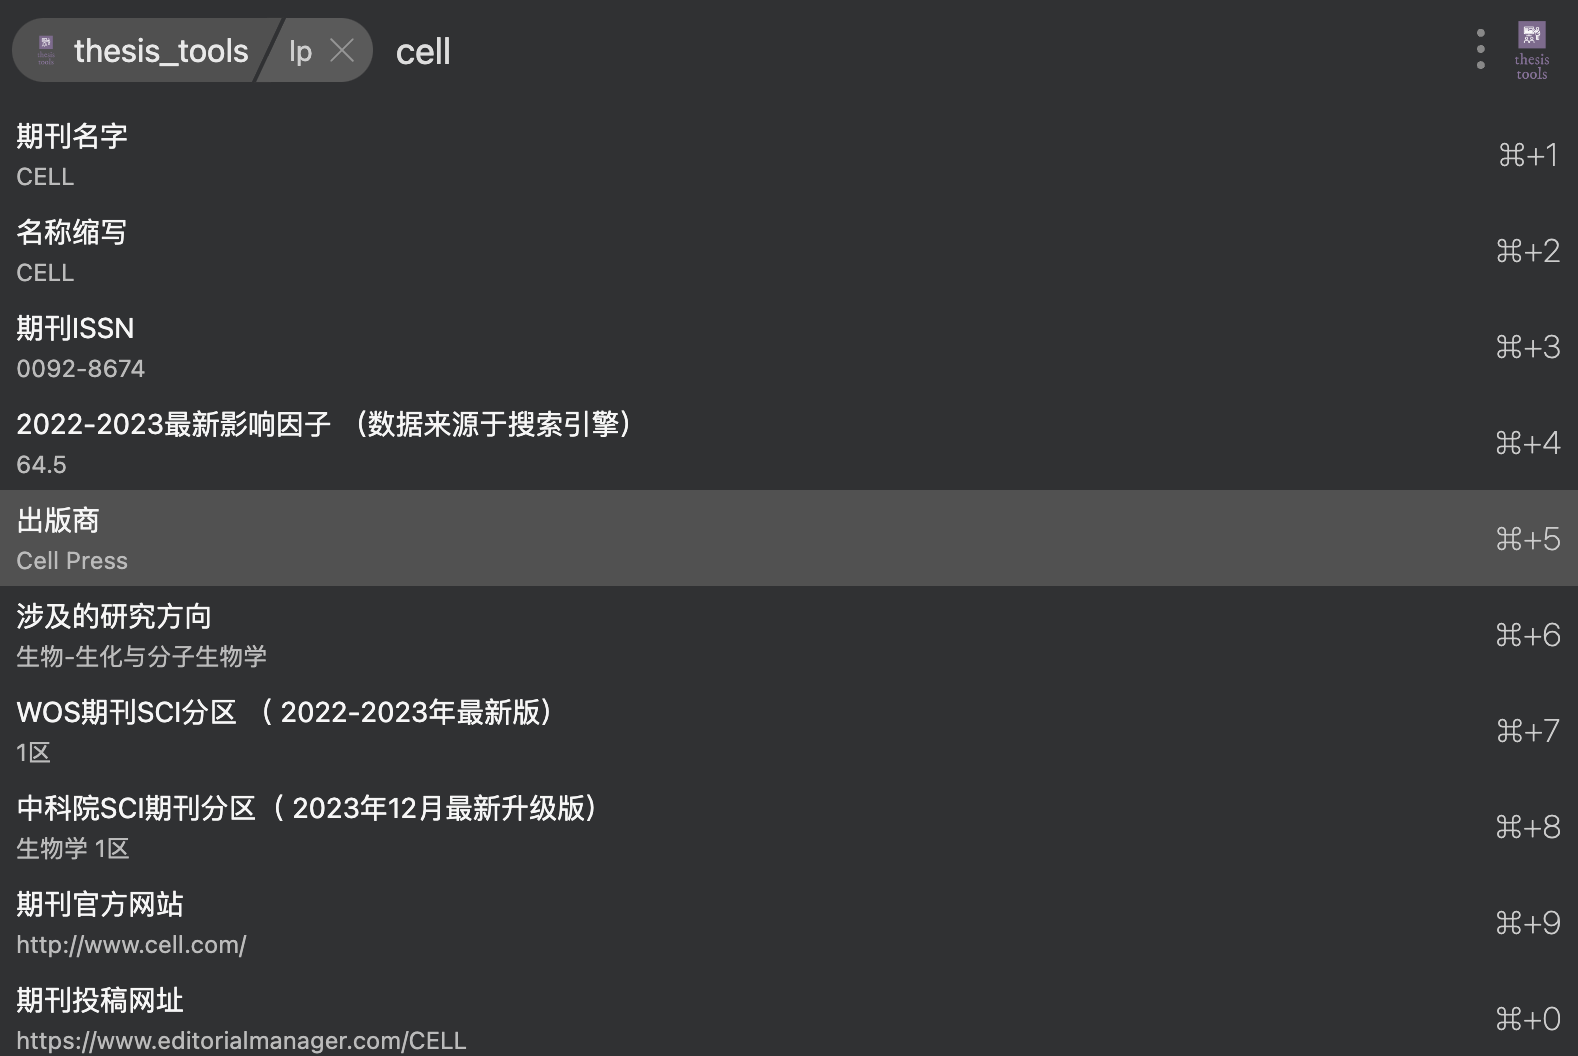 thesis_tools lp cell
thesis
tools
期刊名字
CELL
⌘+1
名称缩写
CELL
⌘+2
期刊ISSN
0092-8674
⌘+3
2022-2023最新影响因子 （数据来源于搜索引擎）
64.5
⌘+4
出版商
Cell Press
⌘+5
涉及的研究方向
生物-生化与分子生物学
⌘+6
WOS期刊SCI分区 （ 2022-2023年最新版）
1区
⌘+7
中科院SCI期刊分区（ 2023年12月最新升级版）
生物学 1区
⌘+8
期刊官方网站
http://www.cell.com/
⌘+9
期刊投稿网址
https://www.editorialmanager.com/CELL
⌘+0